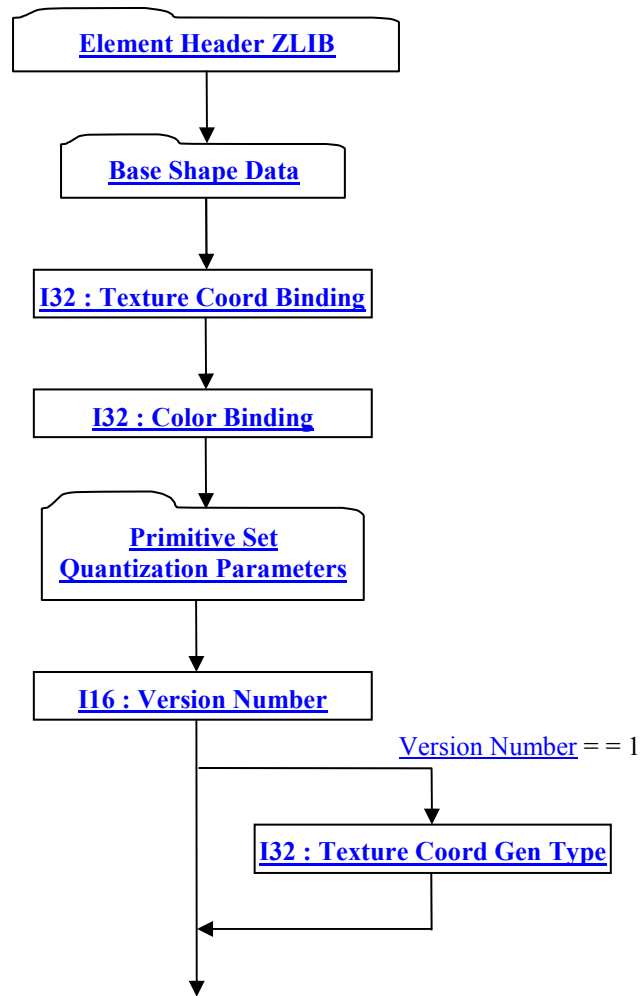 Element Header ZLIB
Base Shape Data
I32 : Texture Coord Binding
I32 : Color Binding
Primitive Set
Quantization Parameters
I16 : Version Number
Version Number = = 1
I32 : Texture Coord Gen Type